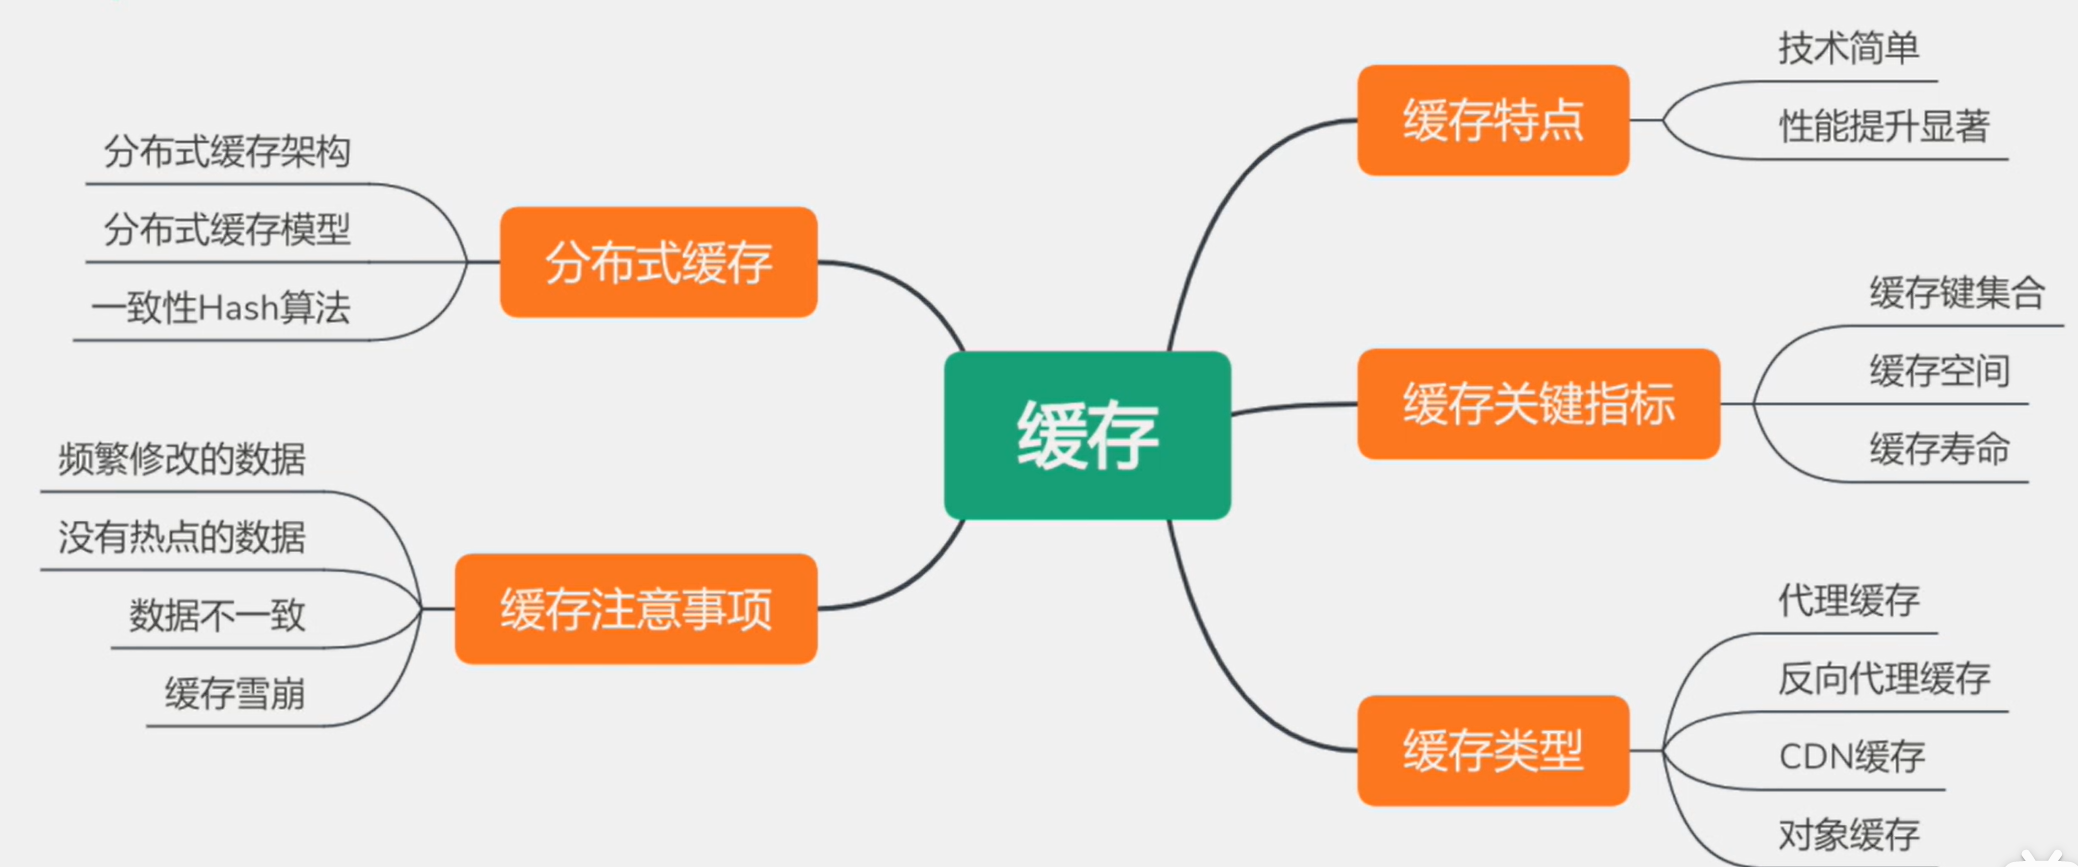 缓存
缓存特点
技术简单
性能提升显著
缓存关键指标
缓存键集合
缓存空间
缓存寿命
缓存类型
代理缓存
反向代理缓存
CDN缓存
对象缓存
分布式缓存
分布式缓存架构
分布式缓存模型
一致性Hash算法
缓存注意事项
频繁修改的数据
没有热点的数据
数据不一致
缓存雪崩